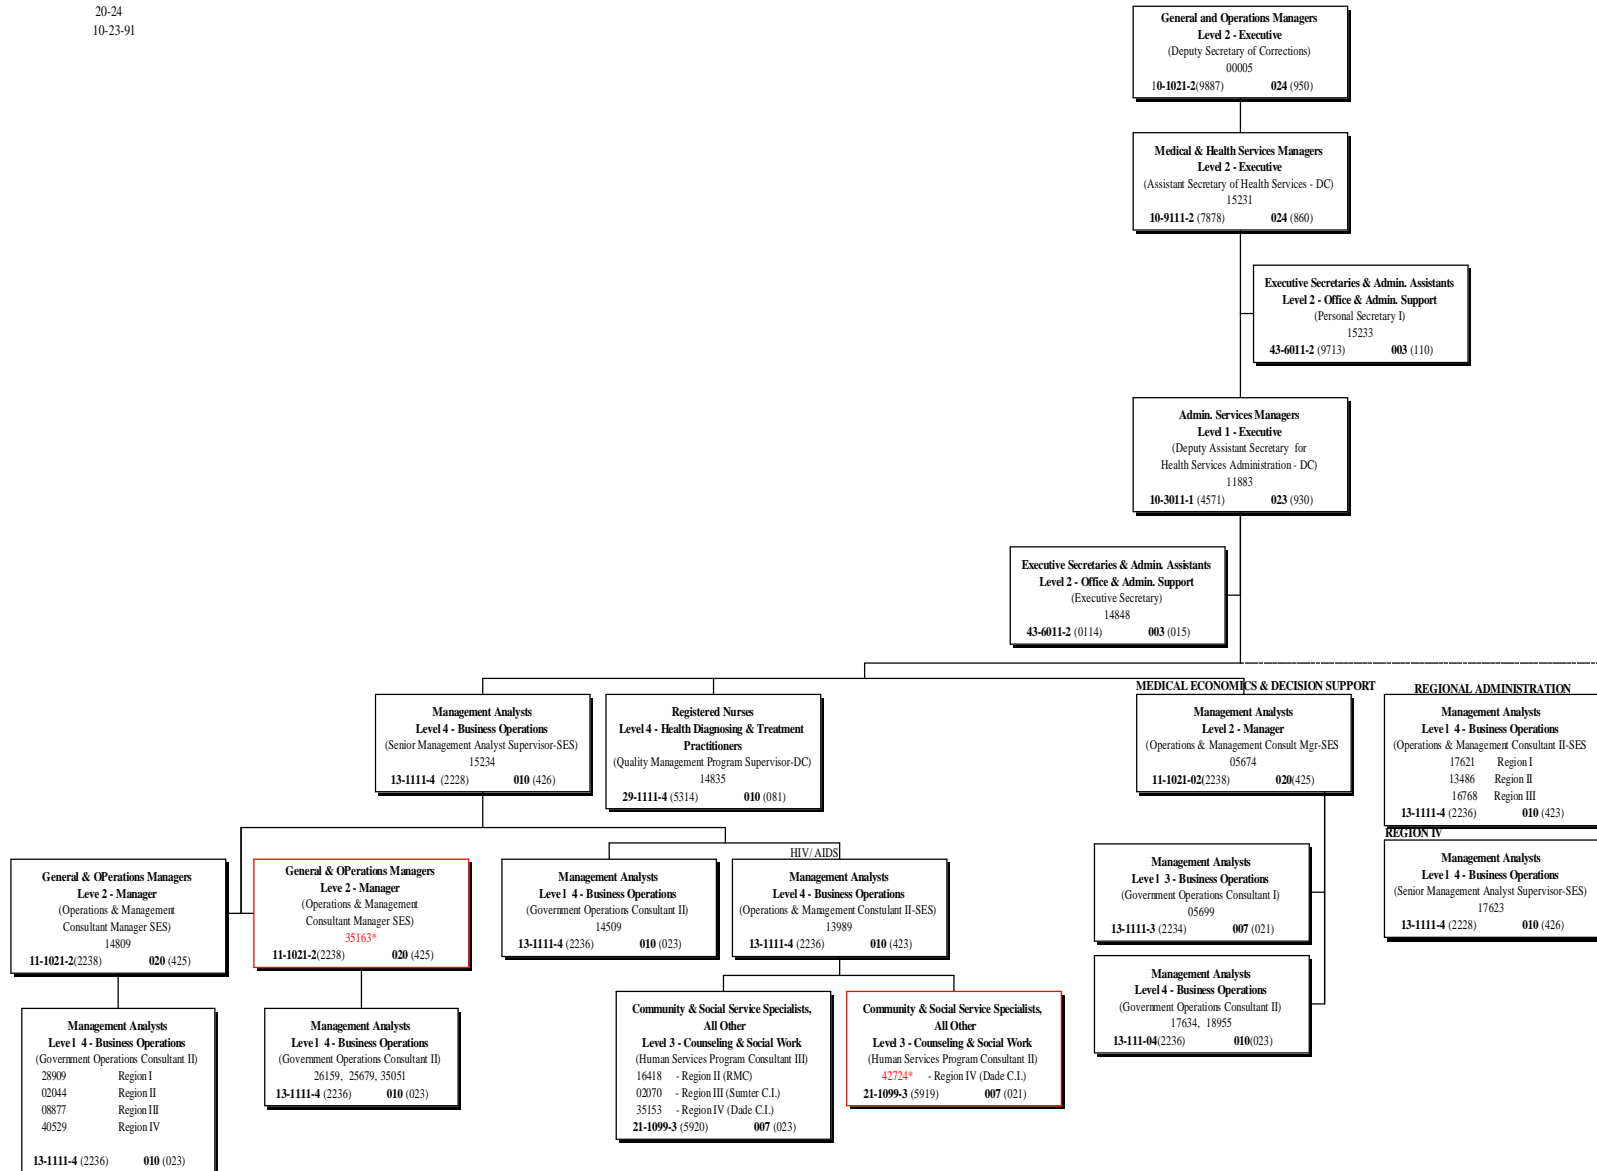 20-24
10-23-91
General and Operations Managers
Level 2 - Executive
(Deputy Secretary of Corrections)
00005
10-1021-2(9887) 024 (950)
Medical & Health Services Managers
Level 2 - Executive
(Assistant Secretary of Health Services - DC)
15231
10-9111-2 (7878) 024 (860)
Executive Secretaries & Admin. Assistants
Level 2 - Office & Admin. Support
(Personal Secretary I)
15233
43-6011-2 (9713) 003 (110)
Admin. Services Managers
Level 1 - Executive
(Deputy Assistant Secretary for
Health Services Administration - DC)
11883
10-3011-1 (4571) 023 (930)
Executive Secretaries & Admin. Assistants
Level 2 - Office & Admin. Support
(Executive Secretary)
14848
43-6011-2 (0114) 003 (015)
Management Analysts
Level 4 - Business Operations
(Senior Management Analyst Supervisor-SES)
15234
13-1111-4 (2228) 010 (426)
Registered Nurses
Level 4 - Health Diagnosing & Treatment
Practitioners
(Quality Management Program Supervisor-DC)
14835
29-1111-4 (5314) 010 (081)
MEDICAL ECONOMICS & DECISION SUPPORT
Management Analysts
Level 2 - Manager
(Operations & Management Consult Mgr-SES
05674
11-1021-02(2238) 020(425)
REGIONAL ADMINISTRATION
Management Analysts
Level 4 - Business Operations
(Operations & Management Consultant II-SES
17621 Region I
13486 Region II
16768 Region III
13-1111-4 (2236) 010 (423)
REGION IV
Management Analysts
Level 4 - Business Operations
(Senior Management Analyst Supervisor-SES)
17623
13-1111-4 (2228) 010 (426)
General & OPerations Managers
Leve 2 - Manager
(Operations & Management
Consultant Manager SES)
14809
11-1021-2(2238) 020 (425)
General & OPerations Managers
Leve 2 - Manager
(Operations & Management
Consultant Manager SES)
35163*
11-1021-2(2238) 020 (425)
Management Analysts
Level 4 - Business Operations
(Government Operations Consultant II)
14509
13-1111-4 (2236) 010 (023)
HIV/ AIDS
Management Analysts
Level 4 - Business Operations
(Operations & Management Constulant II-SES)
13989
13-1111-4 (2236) 010 (423)
Management Analysts
Level 3 - Business Operations
(Government Operations Consultant I)
05699
13-1111-3 (2234) 007 (021)
Management Analysts
Level 4 - Business Operations
(Government Operations Consultant II)
17634, 18955
13-111-04(2236) 010(023)
Management Analysts
Level 4 - Business Operations
(Government Operations Consultant II)
28909 Region I
02044 Region II
08877 Region III
40529 Region IV
13-1111-4 (2236) 010 (023)
Management Analysts
Level 4 - Business Operations
(Government Operations Consultant II)
26159, 25679, 35051
13-1111-4 (2236) 010 (023)
Community & Social Service Specialists,
All Other
Level 3 - Counseling & Social Work
(Human Services Program Consultant III)
16418 - Region II (RMC)
02070 - Region III (Sumter C.I.)
35153 - Region IV (Dade C.I.)
21-1099-3 (5920) 007 (023)
Community & Social Service Specialists,
All Other
Level 3 - Counseling & Social Work
(Human Services Program Consultant II)
42724* - Region IV (Dade C.I.)
21-1099-3 (5919) 007 (021)